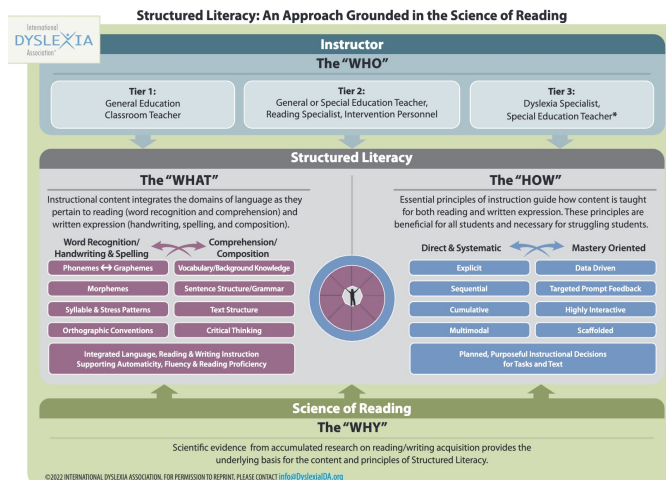 Structured Literacy: An Approach Grounded in the Science of Reading
International
DYSLEXIA
Association®
Instructor
The “WHO”
Tier 1:
General Education
Classroom Teacher
Tier 2:
General or Special Education Teacher,
Reading Specialist, Intervention Personnel
Tier 3:
Dyslexia Specialist,
Special Education Teacher*
Structured Literacy
The “WHAT”
Instructional content integrates the domains of language as they
pertain to reading (word recognition and comprehension) and
written expression (handwriting, spelling, and composition).
Word Recognition/
Handwriting & Spelling
Comprehension/
Composition
Phonemes ↔ Graphemes
Vocabulary/Background Knowledge
Morphemes
Sentence Structure/Grammar
Syllable & Stress Patterns
Text Structure
Orthographic Conventions
Critical Thinking
Integrated Language, Reading & Writing Instruction
Supporting Automaticity, Fluency & Reading Proficiency
The “HOW”
Essential principles of instruction guide how content is taught
for both reading and written expression. These principles are
beneficial for all students and necessary for struggling students.
Direct & Systematic
Mastery Oriented
Explicit
Data Driven
Sequential
Targeted Prompt Feedback
Cumulative
Highly Interactive
Multimodal
Scaffolded
Planned, Purposeful Instructional Decisions
for Tasks and Text
Science of Reading
The “WHY”
Scientific evidence from accumulated research on reading/writing acquisition provides the
underlying basis for the content and principles of Structured Literacy.
©2022 INTERNATIONAL DYSLEXIA ASSOCIATION. FOR PERMISSION TO REPRINT, PLEASE CONTACT info@DyslexiaIDA.org